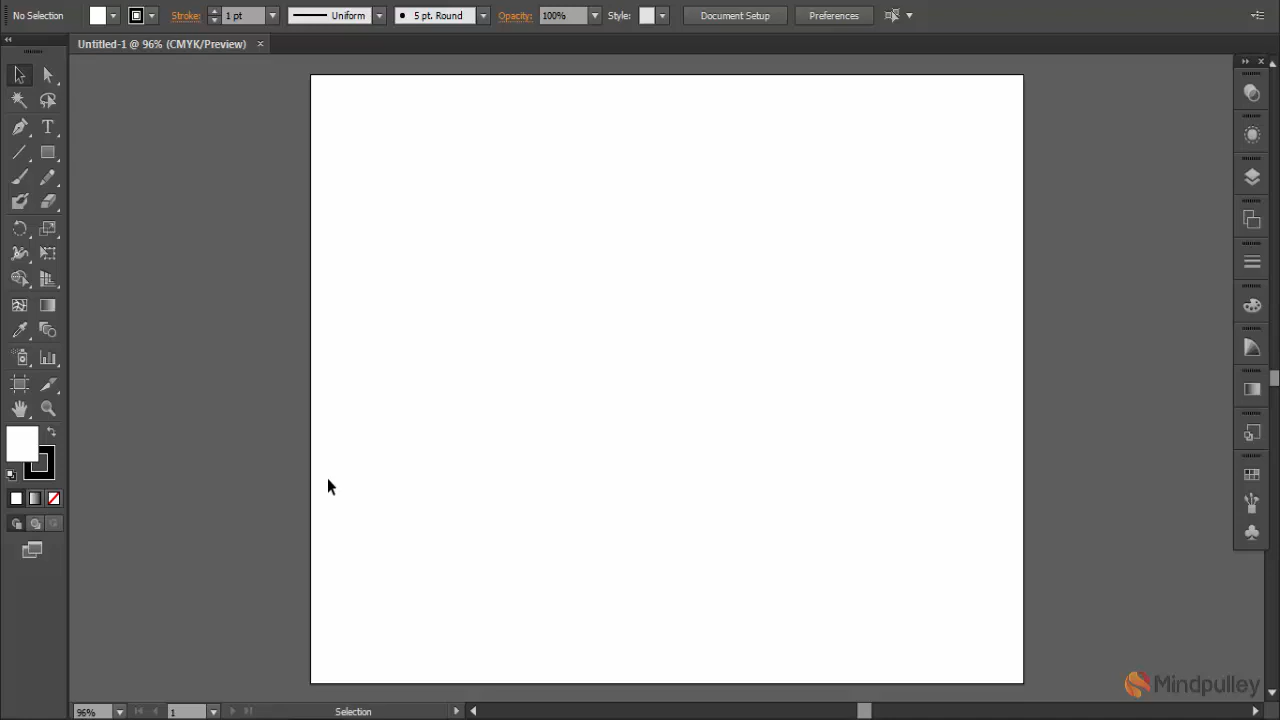 No Selection Stroke: 1 pt Uniform 5 pt. Round Opacity: 100% Style: Document Setup Preferences
Untitled-1 @ 96% (CMYK/Preview)
T
Mindpulley
96% 1 Selection